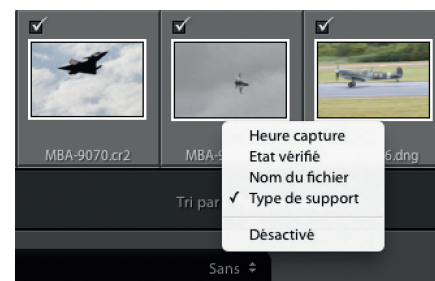 MBA-9070.cr2
MBA-9
6.dng
Heure capture
Etat vérifié
Nom du fichier
Tri par
✓ Type de support
Désactivé
Sans